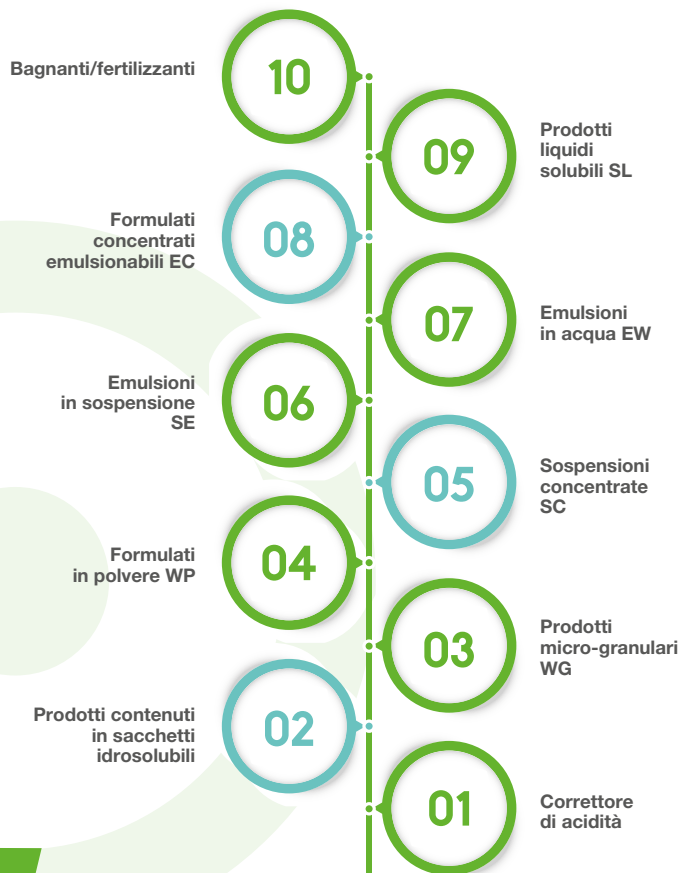 Bagnanti/fertilizzanti
10
09
Prodotti
liquidi
solubili SL
Formulati
concentrati
emulsionabili EC
08
07
Emulsioni
in acqua EW
Emulsioni
in sospensione
SE
06
05
Sospensioni
concentrate
SC
Formulati
in polvere WP
04
03
Prodotti
micro-granulari
WG
Prodotti contenuti
in sacchetti
idrosolubili
02
01
Correttore
di acidità